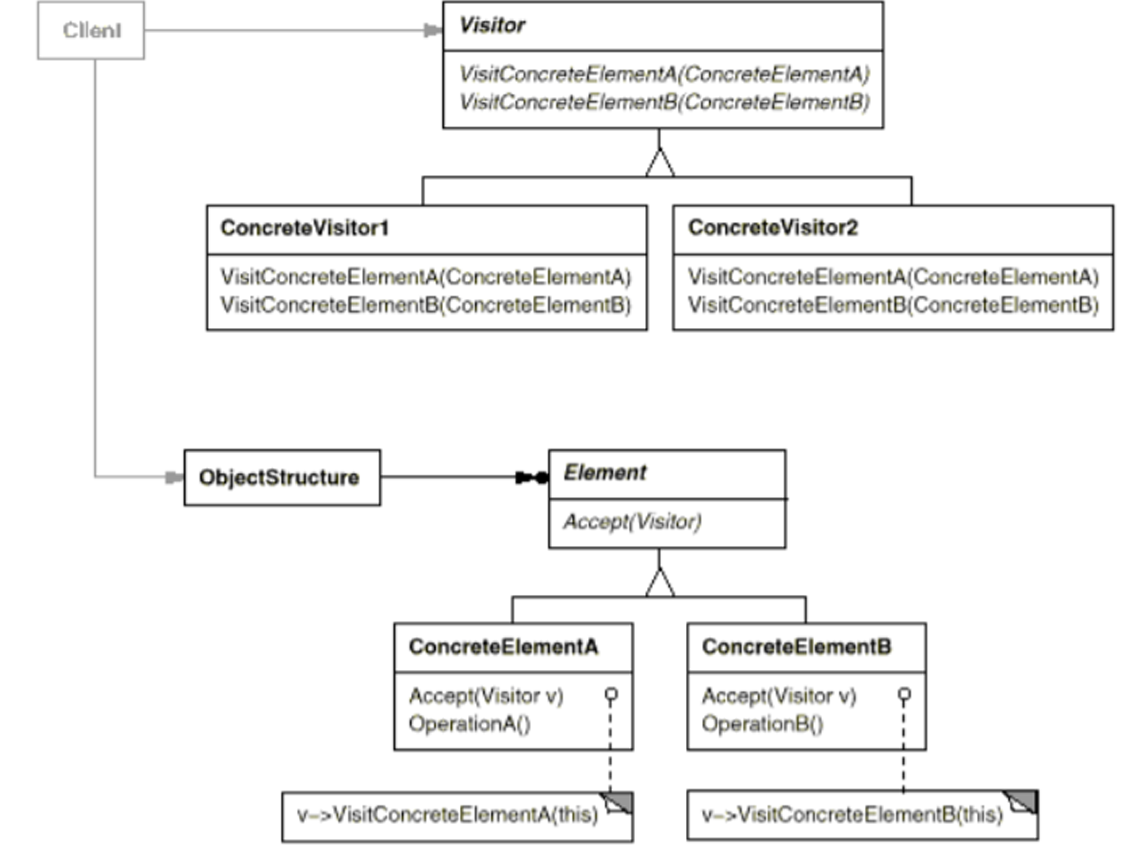 Client
Visitor
VisitConcreteElementA(ConcreteElementA)
VisitConcreteElementB(ConcreteElementB)
ConcreteVisitor1
VisitConcreteElementA(ConcreteElementA)
VisitConcreteElementB(ConcreteElementB)
ConcreteVisitor2
VisitConcreteElementA(ConcreteElementA)
VisitConcreteElementB(ConcreteElementB)
ObjectStructure
Element
Accept(Visitor)
ConcreteElementA
Accept(Visitor v)
OperationA()
ConcreteElementB
Accept(Visitor v)
OperationB()
v–>VisitConcreteElementA(this)
v–>VisitConcreteElementB(this)